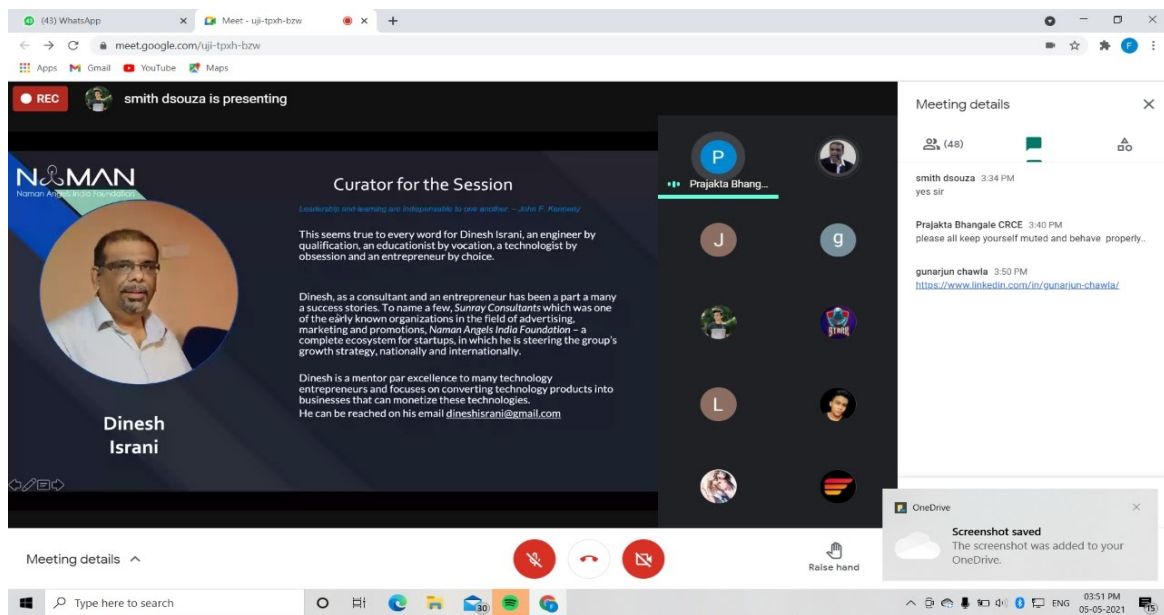 (43) WhatsApp
Meet - uji-tpxh-bzw
meet.google.com/uji-tpxh-bzw
F
Apps
Gmail
YouTube
Maps
REC
smith dsouza is presenting
NAMAN
Naman Angels India Foundation
Dinesh
Israni
Curator for the Session
Leadership and learning are indispensable to one another. – John F. Kennedy
This seems true to every word for Dinesh Israni, an engineer by
qualification, an educationist by vocation, a technologist by
obsession and an entrepreneur by choice.
Dinesh, as a consultant and an entrepreneur has been a part a many
a success stories. To name a few, Sunray Consultants which was one
of the early known organizations in the field of advertising,
marketing and promotions, Naman Angels India Foundation – a
complete ecosystem for startups, in which he is steering the group's
growth strategy, nationally and internationally.
Dinesh is a mentor par excellence to many technology
entrepreneurs and focuses on converting technology products into
businesses that can monetize these technologies.
He can be reached on his email dineshisrani@gmail.com
P
Prajakta Bhang...
J
g
STARK
L
Meeting details
(48)
smith dsouza 3:34 PM
yes sir
Prajakta Bhangale CRCE 3:40 PM
please all keep yourself muted and behave properly..
gunarjun chawla 3:50 PM
https://www.linkedin.com/in/gunarjun-chawla/
OneDrive
Screenshot saved
The screenshot was added to your
OneDrive.
Meeting details
Raise hand
Type here to search
30
ENG
03:51 PM
05-05-2021
15